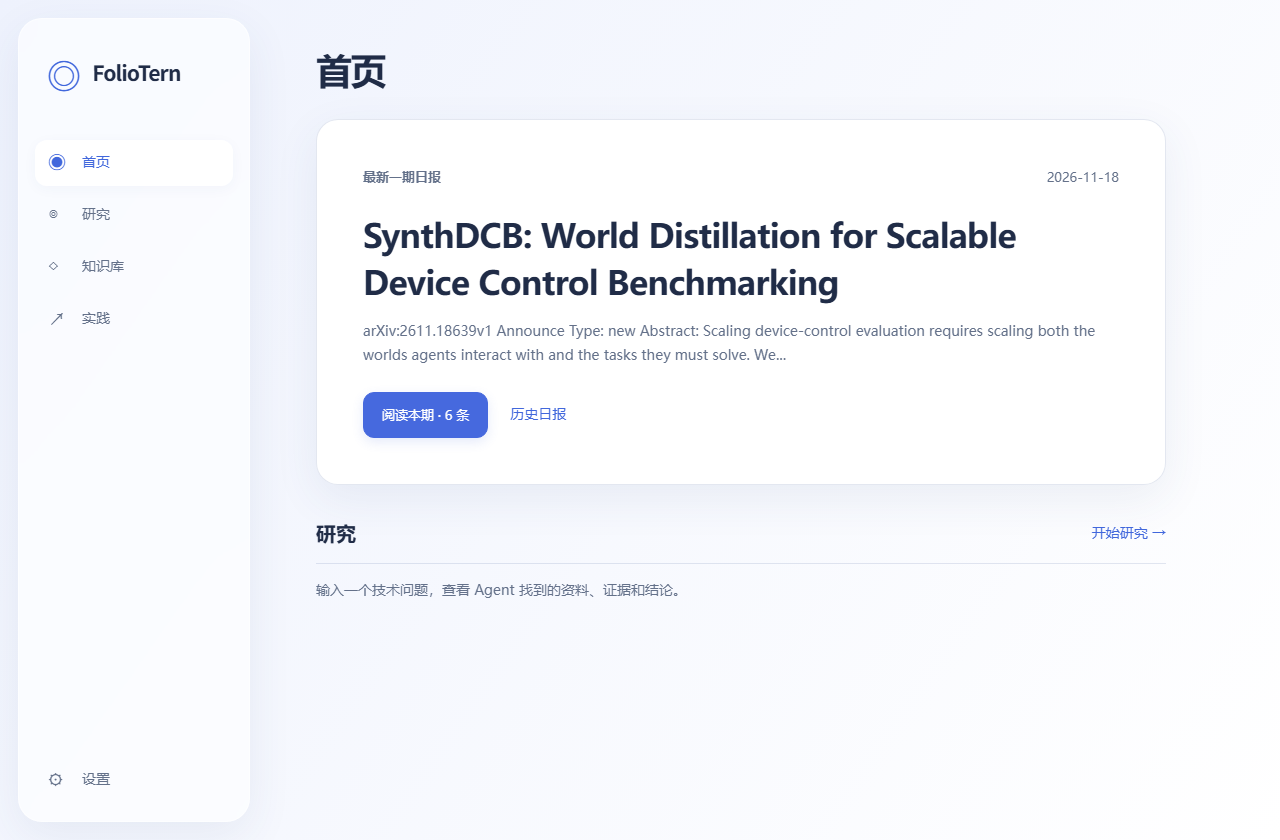 FolioTern
首页
研究
知识库
实践
设置
首页
最新一期日报
2026-11-18
SynthDCB: World Distillation for Scalable
Device Control Benchmarking
arXiv:2611.18639v1 Announce Type: new Abstract: Scaling device-control evaluation requires scaling both the
worlds agents interact with and the tasks they must solve. We...
阅读本期 · 6 条
历史日报
研究
开始研究 →
输入一个技术问题，查看 Agent 找到的资料、证据和结论。